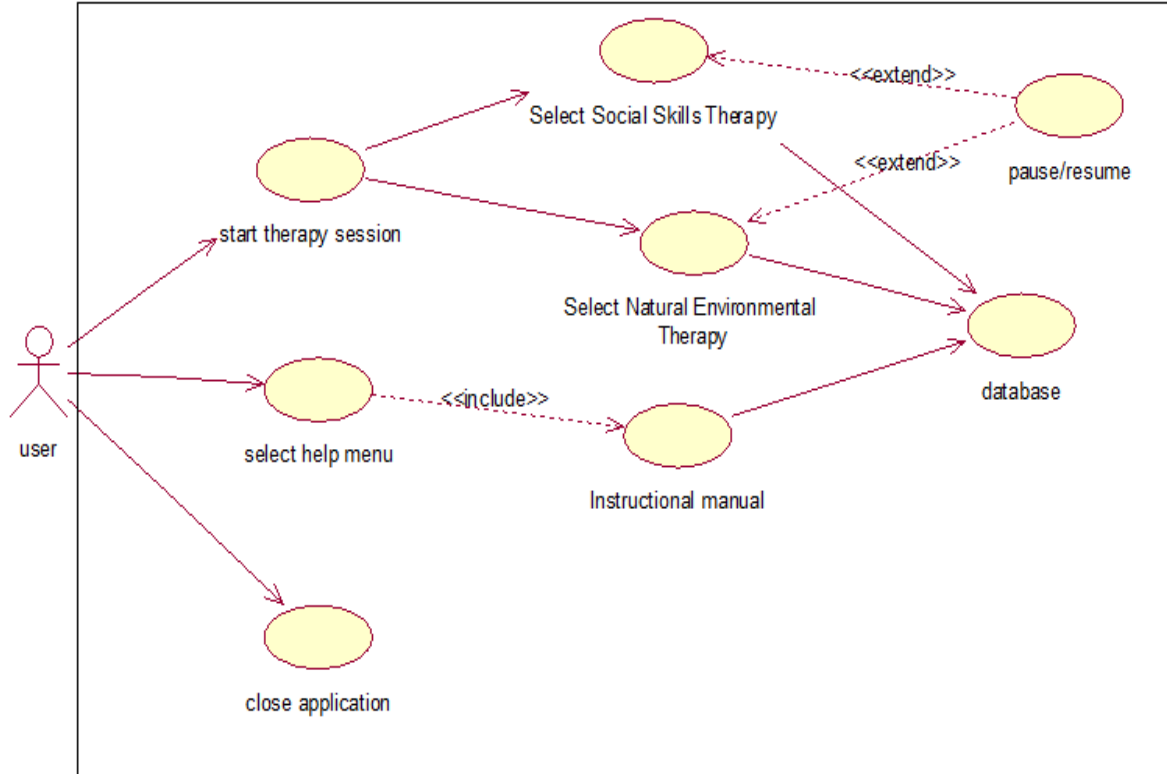 <<extend>>
Select Social Skills Therapy
<<extend>>
pause/resume
start therapy session
Select Natural Environmental
Therapy
database
<<include>>
user
select help menu
Instructional manual
close application